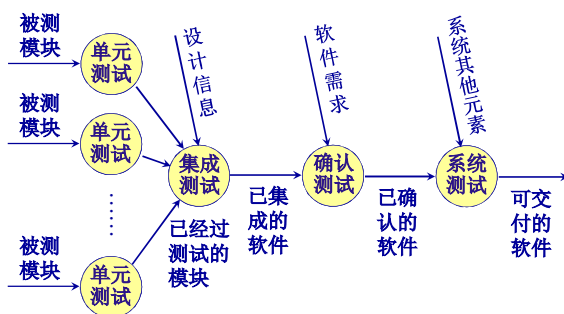 被测
模块
单元
测试
被测
模块
单元
测试
……
被测
模块
单元
测试
设计信息
集成
测试
已经过
测试的
模块
已集
成的
软件
软件需求
确认
测试
已确
认的
软件
系统其他元素
系统
测试
可交
付的
软件